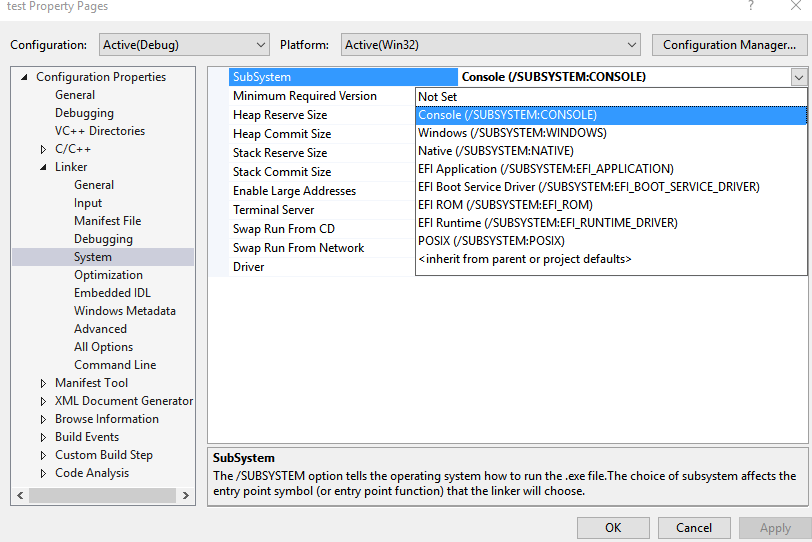 test Property Pages ?
Configuration: Active(Debug) Platform: Active(Win32) Configuration Manager...
Configuration Properties
General
Debugging
VC++ Directories
C/C++
Linker
General
Input
Manifest File
Debugging
System
Optimization
Embedded IDL
Windows Metadata
Advanced
All Options
Command Line
Manifest Tool
XML Document Generator
Browse Information
Build Events
Custom Build Step
Code Analysis
SubSystem Console (/SUBSYSTEM:CONSOLE)
Minimum Required Version
Heap Reserve Size
Heap Commit Size
Stack Reserve Size
Stack Commit Size
Enable Large Addresses
Terminal Server
Swap Run From CD
Swap Run From Network
Driver
Not Set
Console (/SUBSYSTEM:CONSOLE)
Windows (/SUBSYSTEM:WINDOWS)
Native (/SUBSYSTEM:NATIVE)
EFI Application (/SUBSYSTEM:EFI_APPLICATION)
EFI Boot Service Driver (/SUBSYSTEM:EFI_BOOT_SERVICE_DRIVER)
EFI ROM (/SUBSYSTEM:EFI_ROM)
EFI Runtime (/SUBSYSTEM:EFI_RUNTIME_DRIVER)
POSIX (/SUBSYSTEM:POSIX)
<inherit from parent or project defaults>
SubSystem
The /SUBSYSTEM option tells the operating system how to run the .exe file.The choice of subsystem affects the
entry point symbol (or entry point function) that the linker will choose.
OK Cancel Apply